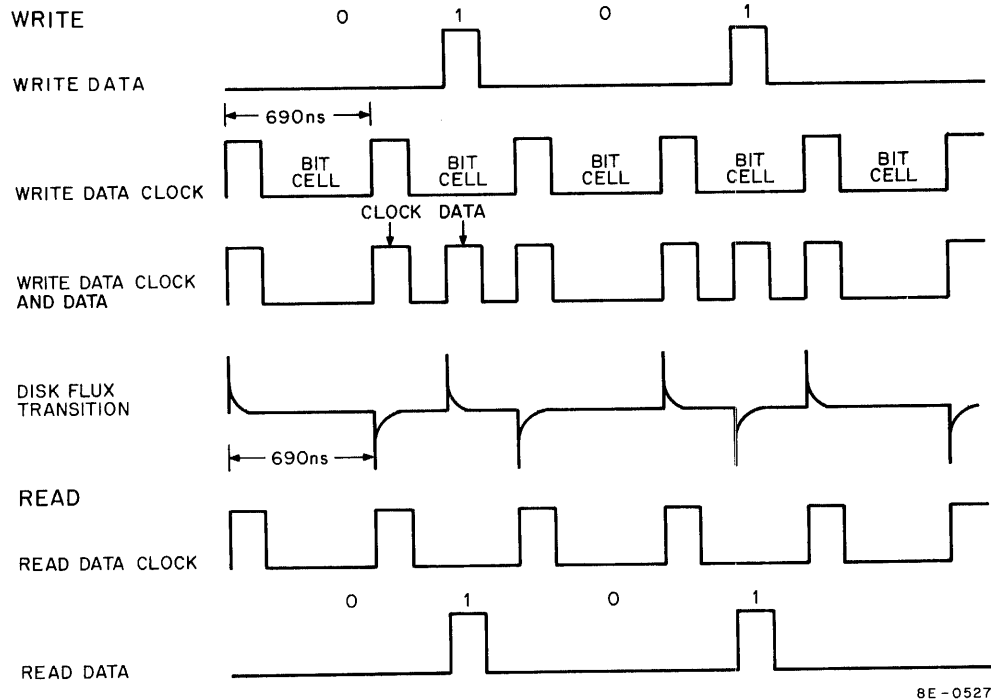 WRITE
0 1 0 1
WRITE DATA
690ns
BIT CELL BIT CELL BIT CELL BIT CELL BIT CELL
WRITE DATA CLOCK
CLOCK DATA
WRITE DATA CLOCK
AND DATA
DISK FLUX
TRANSITION
690ns
READ
READ DATA CLOCK
0 1 0 1
READ DATA
8E-0527